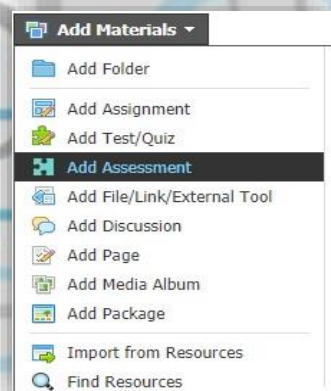 Add Materials
Add Folder
Add Assignment
Add Test/Quiz
Add Assessment
Add File/Link/External Tool
Add Discussion
Add Page
Add Media Album
Add Package
Import from Resources
Find Resources